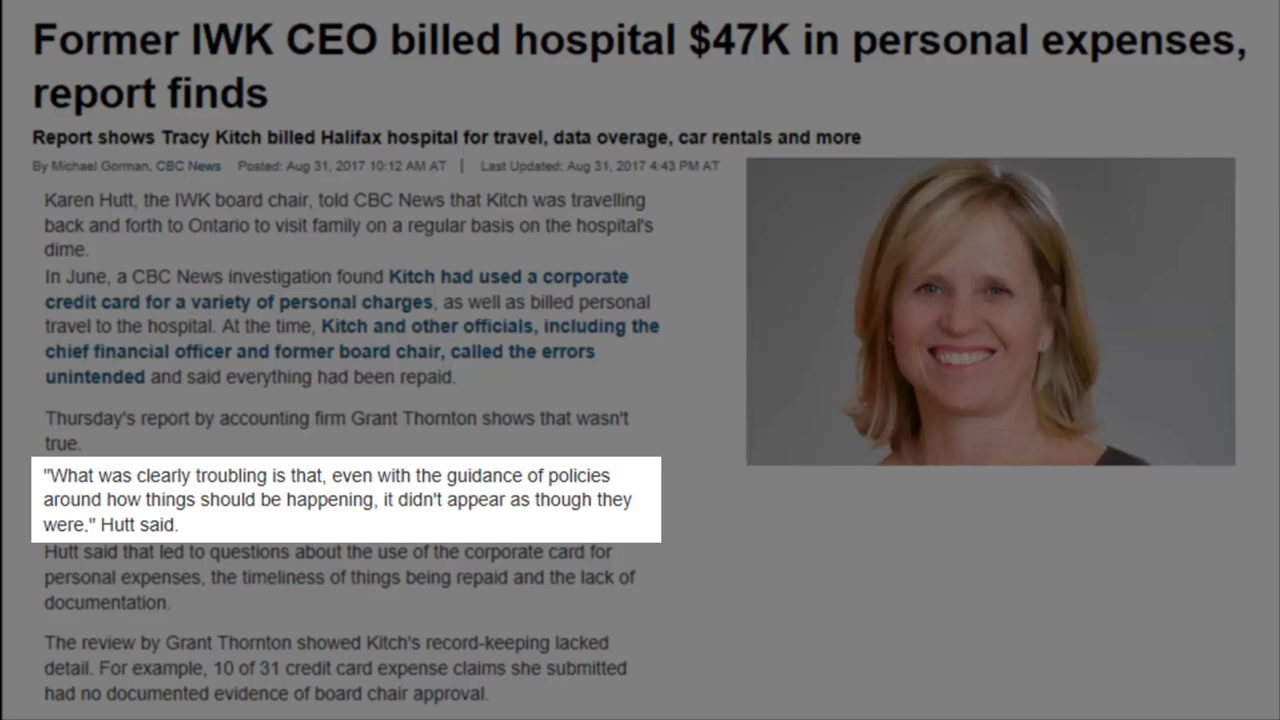 Former IWK CEO billed hospital $47K in personal expenses,
report finds
Report shows Tracy Kitch billed Halifax hospital for travel, data overage, car rentals and more
By Michael Gorman, CBC News Posted: Aug 31, 2017 10:12 AM AT | Last Updated: Aug 31, 2017 4:43 PM AT
Karen Hutt, the IWK board chair, told CBC News that Kitch was travelling
back and forth to Ontario to visit family on a regular basis on the hospital's
dime.
In June, a CBC News investigation found Kitch had used a corporate
credit card for a variety of personal charges, as well as billed personal
travel to the hospital. At the time, Kitch and other officials, including the
chief financial officer and former board chair, called the errors
unintended and said everything had been repaid.
Thursday's report by accounting firm Grant Thornton shows that wasn't
true.
"What was clearly troubling is that, even with the guidance of policies
around how things should be happening, it didn't appear as though they
were." Hutt said.
Hutt said that led to questions about the use of the corporate card for
personal expenses, the timeliness of things being repaid and the lack of
documentation.
The review by Grant Thornton showed Kitch's record-keeping lacked
detail. For example, 10 of 31 credit card expense claims she submitted
had no documented evidence of board chair approval.